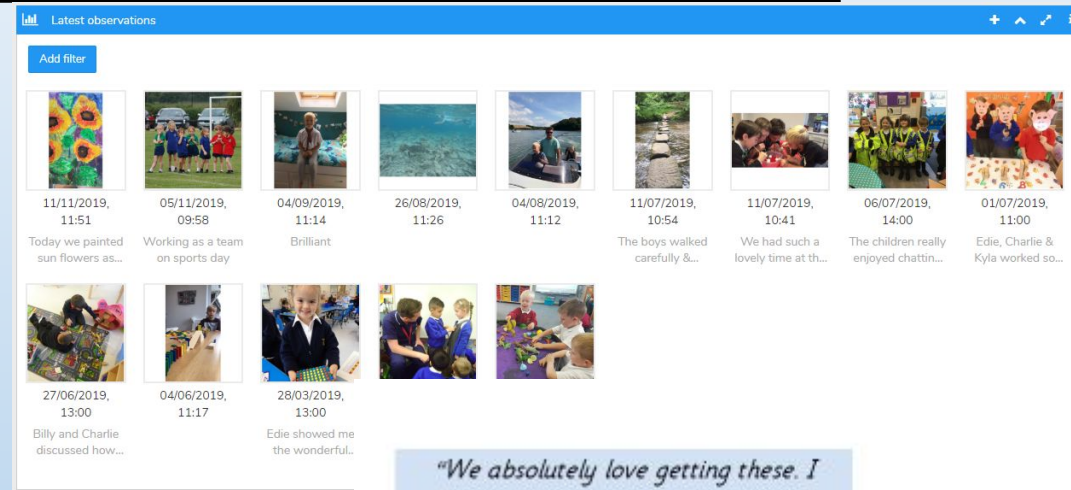 Latest observations
Add filter
11/11/2019,
11:51
Today we painted
sun flowers as...
05/11/2019,
09:58
Working as a team
on sports day
04/09/2019,
11:14
Brilliant
26/08/2019,
11:26
04/08/2019,
11:12
11/07/2019,
10:54
The boys walked
carefully &...
11/07/2019,
10:41
We had such a
lovely time at th...
06/07/2019,
14:00
The children really
enjoyed chattin...
01/07/2019,
11:00
Edie, Charlie &
Kyla worked so...
27/06/2019,
13:00
Billy and Charlie
discussed how...
04/06/2019,
11:17
28/03/2019,
13:00
Edie showed me
the wonderful..
"We absolutely love getting these. I